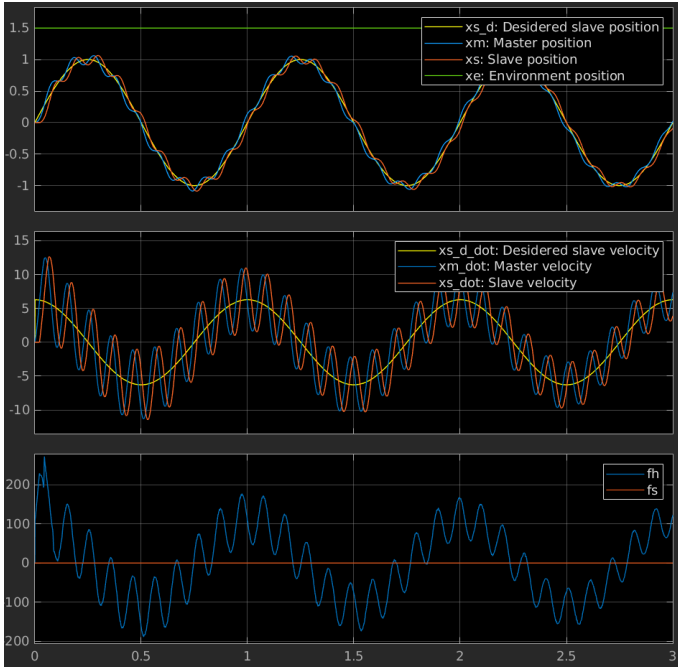 1.5
xs_d: Desidered slave position
xm: Master position
xs: Slave position
xe: Environment position
1
0.5
0
-0.5
-1
15
xs_d_dot: Desidered slave velocity
xm_dot: Master velocity
xs_dot: Slave velocity
10
5
0
-5
-10
fh
fs
200
100
0
100
200
0
0.5
1
1.5
2
2.5
3